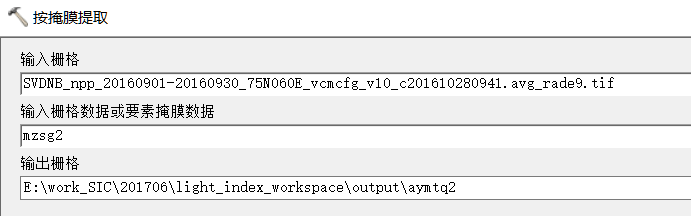 按掩膜提取
输入栅格
SVDNB_npp_20160901-20160930_75N060E_vcmcfg_v10_c201610280941.avg_rade9.tif
输入栅格数据或要素掩膜数据
mzsg2
输出栅格
E:\work_SIC\201706\light_index_workspace\output\aymtq2